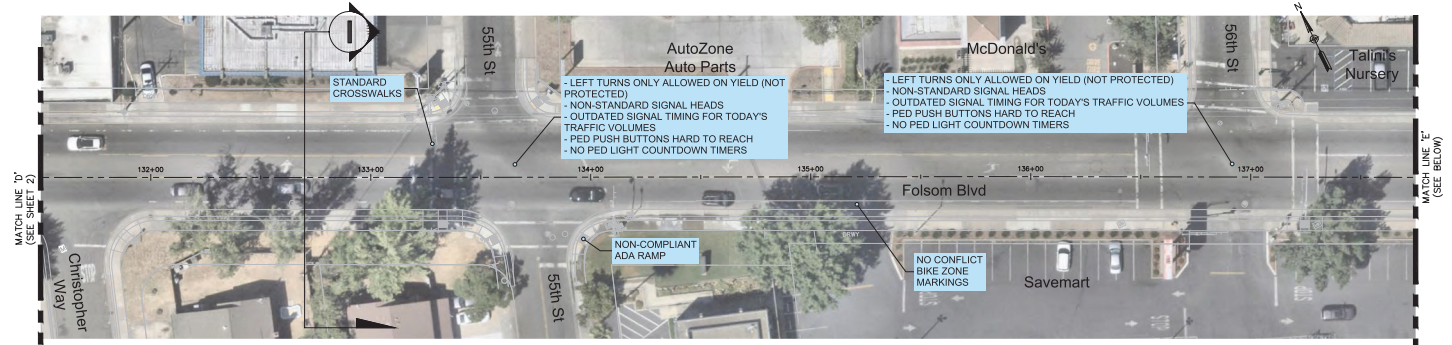 55th St
AutoZone
Auto Parts
McDonald's
56th St
N
Talini's
Nursery
STANDARD
CROSSWALKS
- LEFT TURNS ONLY ALLOWED ON YIELD (NOT
PROTECTED)
- NON-STANDARD SIGNAL HEADS
- OUTDATED SIGNAL TIMING FOR TODAY'S
TRAFFIC VOLUMES
- PED PUSH BUTTONS HARD TO REACH
- NO PED LIGHT COUNTDOWN TIMERS
- LEFT TURNS ONLY ALLOWED ON YIELD (NOT PROTECTED)
- NON-STANDARD SIGNAL HEADS
- OUTDATED SIGNAL TIMING FOR TODAY'S TRAFFIC VOLUMES
- PED PUSH BUTTONS HARD TO REACH
- NO PED LIGHT COUNTDOWN TIMERS
MATCH LINE "D"
(SEE SHEET 2)
132+00
133+00
134+00
135+00
136+00
137+00
MATCH LINE "E"
(SEE BELOW)
Folsom Blvd
DRWY
NON-COMPLIANT
ADA RAMP
NO CONFLICT
BIKE ZONE
MARKINGS
Savemart
Christopher
Way
55th St
STOP
STOP
STOP